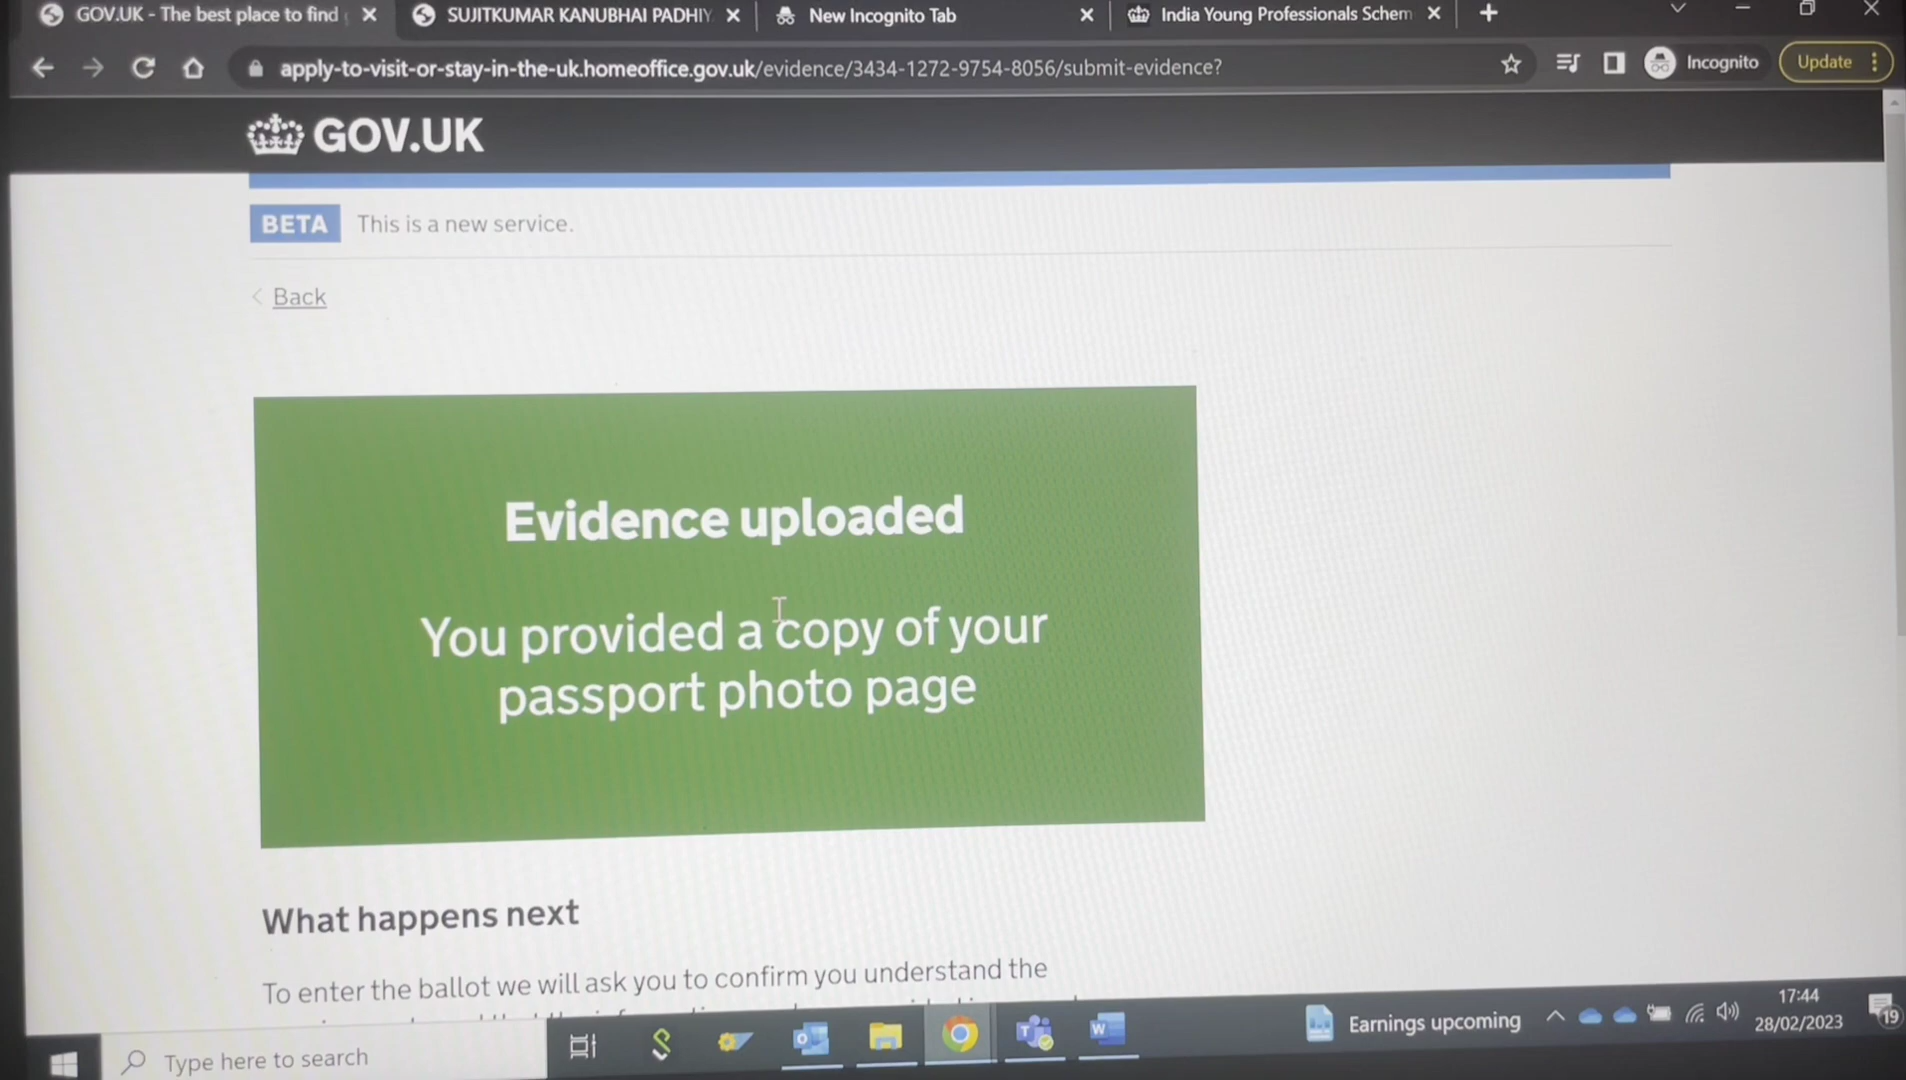 GOV.UK - The best place to find
SUJITKUMAR KANUBHAI PADHIY
New Incognito Tab
India Young Professionals Schem
apply-to-visit-or-stay-in-the-uk.homeoffice.gov.uk/evidence/3434-1272-9754-8056/submit-evidence?
Incognito
Update
GOV.UK
BETA
This is a new service.
Back
Evidence uploaded
You provided a copy of your
passport photo page
What happens next
To enter the ballot we will ask you to confirm you understand the
Type here to search
Earnings upcoming
17:44
28/02/2023
19